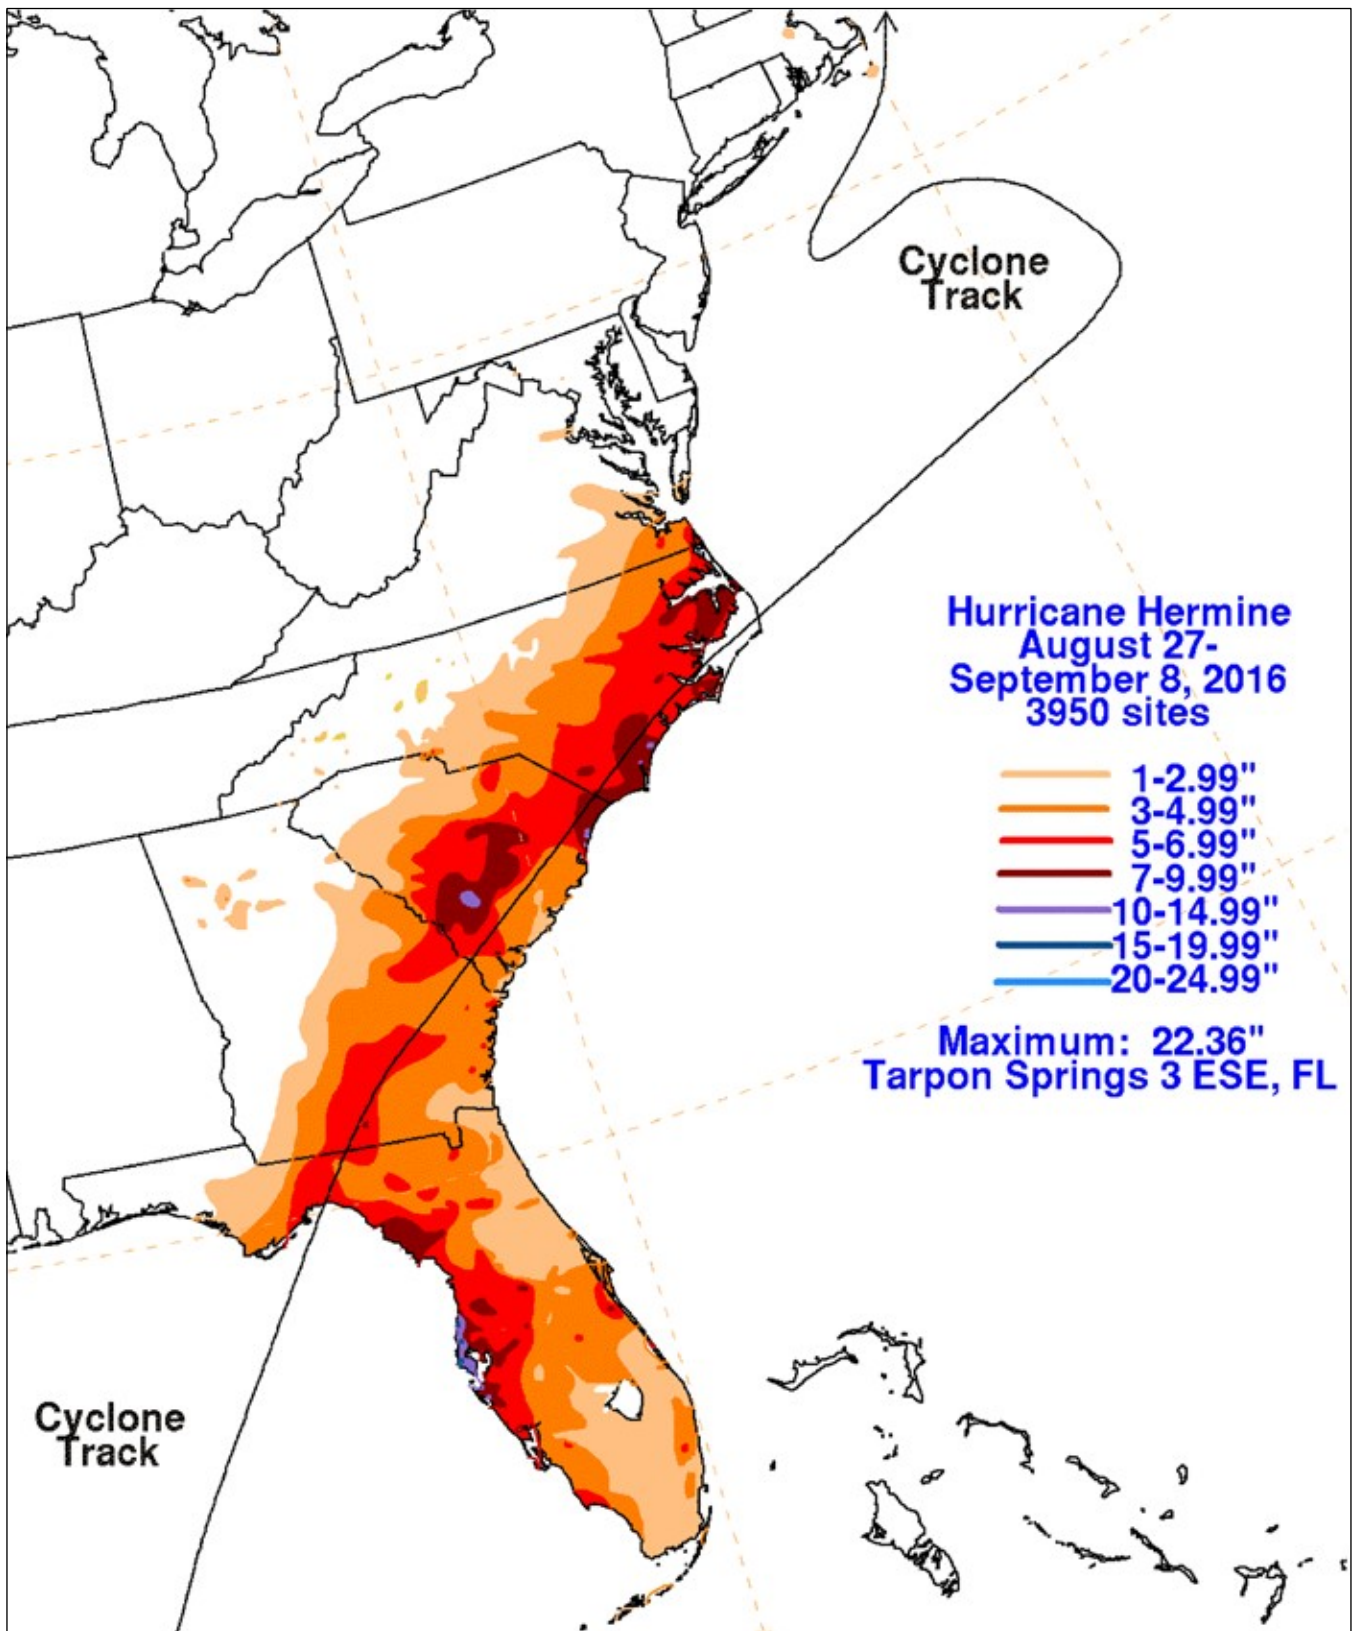 Cyclone
Track
Hurricane Hermine
August 27-
September 8, 2016
3950 sites
1-2.99"
3-4.99"
5-6.99"
7-9.99"
10-14.99"
15-19.99"
20-24.99"
Maximum: 22.36"
Tarpon Springs 3 ESE, FL
Cyclone
Track